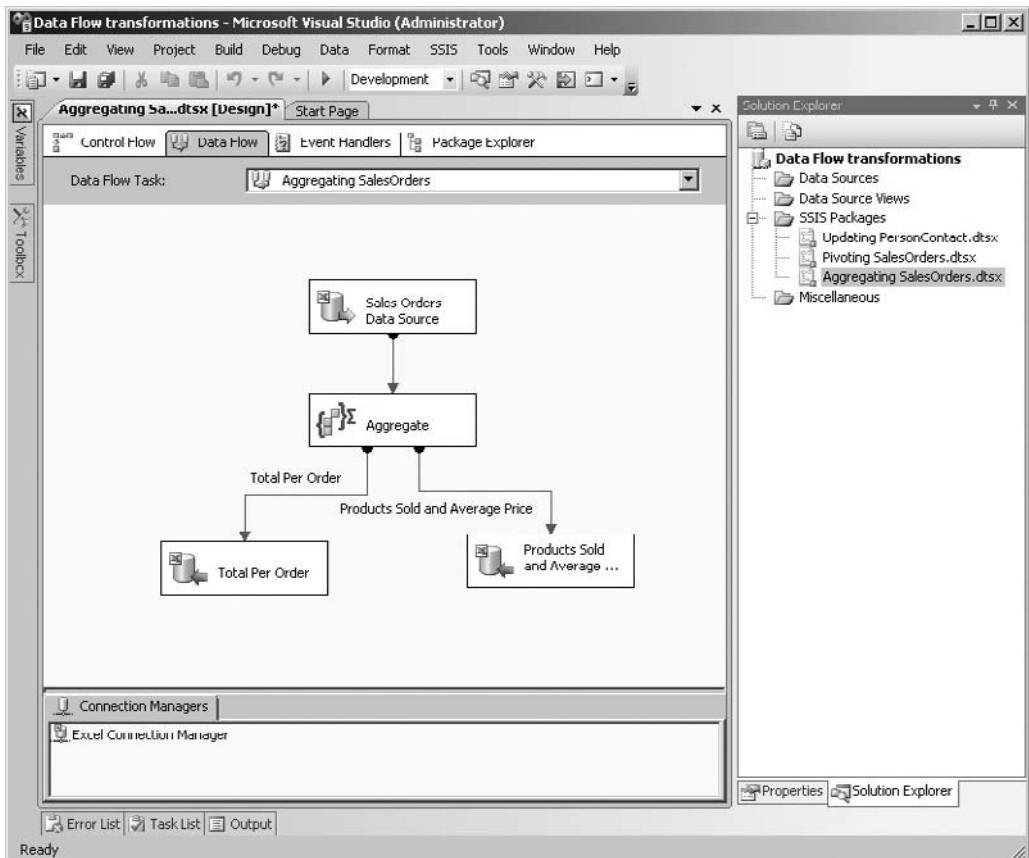 Data Flow transformations - Microsoft Visual Studio (Administrator)
File Edit View Project Build Debug Data Format SSIS Tools Window Help
Development
Aggregating Sa...dtsx [Design]* Start Page
Control Flow Data Flow Event Handlers Package Explorer
Data Flow Task: Aggregating SalesOrders
Variables
Toolbox
Sales Orders
Data Source
Aggregate
Total Per Order
Products Sold and Average Price
Total Per Order
Products Sold
and Average ...
Connection Managers
Excel Connection Manager
Solution Explorer
Data Flow transformations
Data Sources
Data Source Views
SSIS Packages
Updating PersonContact.dtsx
Pivoting SalesOrders.dtsx
Aggregating SalesOrders.dtsx
Miscellaneous
Properties Solution Explorer
Error List Task List Output
Ready